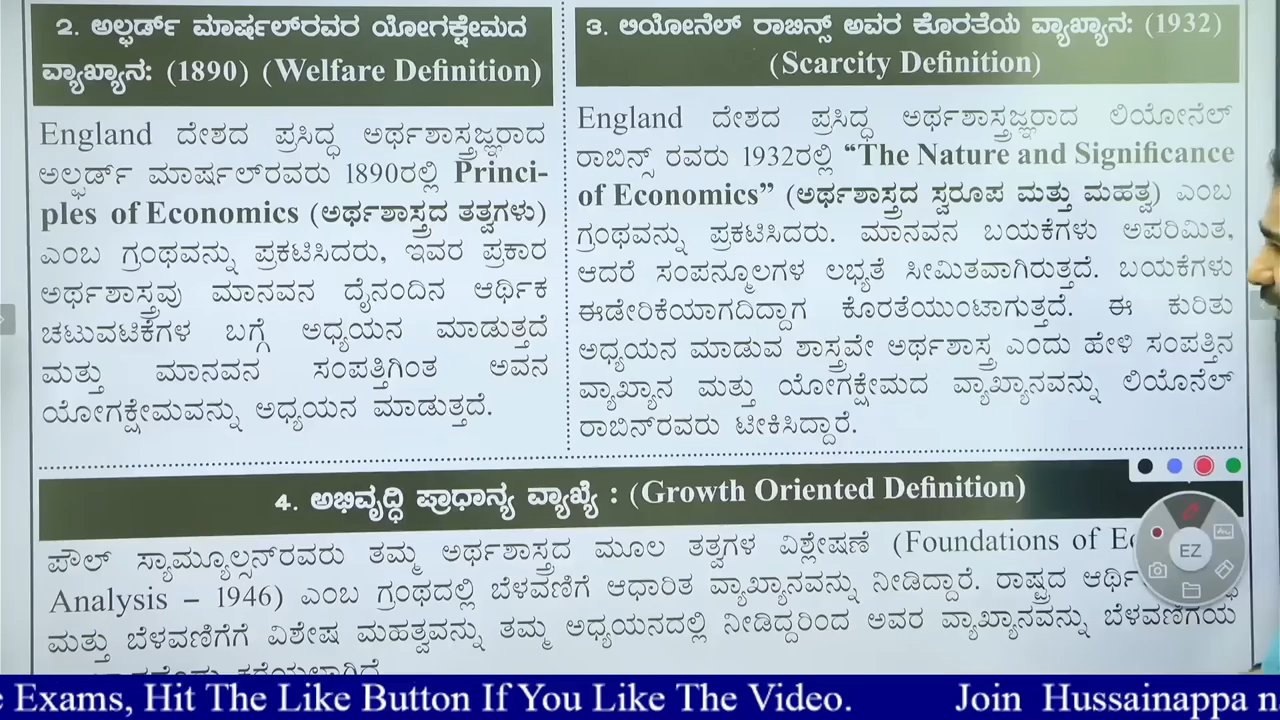 2. ಅಲ್ಫರ್ಡ್ ಮಾರ್ಷಲ್‌ರವರ ಯೋಗಕ್ಷೇಮದ
ವ್ಯಾಖ್ಯಾನ: (1890) (Welfare Definition)
England ದೇಶದ ಪ್ರಸಿದ್ಧ ಅರ್ಥಶಾಸ್ತ್ರಜ್ಞರಾದ
ಅಲ್ಫರ್ಡ್ ಮಾರ್ಷಲ್‌ರವರು 1890ರಲ್ಲಿ Princi-
ples of Economics (ಅರ್ಥಶಾಸ್ತ್ರದ ತತ್ವಗಳು)
ಎಂಬ ಗ್ರಂಥವನ್ನು ಪ್ರಕಟಿಸಿದರು, ಇವರ ಪ್ರಕಾರ
ಅರ್ಥಶಾಸ್ತ್ರವು ಮಾನವನ ದೈನಂದಿನ ಆರ್ಥಿಕ
ಚಟುವಟಿಕೆಗಳ ಬಗ್ಗೆ ಅಧ್ಯಯನ ಮಾಡುತ್ತದೆ
ಮತ್ತು ಮಾನವನ ಸಂಪತ್ತಿಗಿಂತ ಅವನ
ಯೋಗಕ್ಷೇಮವನ್ನು ಅಧ್ಯಯನ ಮಾಡುತ್ತದೆ.
3. ಲಿಯೋನೆಲ್ ರಾಬಿನ್ಸ್ ಅವರ ಕೊರತೆಯ ವ್ಯಾಖ್ಯಾನ: (1932)
(Scarcity Definition)
England ದೇಶದ ಪ್ರಸಿದ್ಧ ಅರ್ಥಶಾಸ್ತ್ರಜ್ಞರಾದ ಲಿಯೋನೆಲ್
ರಾಬಿನ್ಸ್ ರವರು 1932ರಲ್ಲಿ “The Nature and Significance
of Economics” (ಅರ್ಥಶಾಸ್ತ್ರದ ಸ್ವರೂಪ ಮತ್ತು ಮಹತ್ವ) ಎಂಬ
ಗ್ರಂಥವನ್ನು ಪ್ರಕಟಿಸಿದರು. ಮಾನವನ ಬಯಕೆಗಳು ಅಪರಿಮಿತ,
ಆದರೆ ಸಂಪನ್ಮೂಲಗಳ ಲಭ್ಯತೆ ಸೀಮಿತವಾಗಿರುತ್ತದೆ. ಬಯಕೆಗಳು
ಈಡೇರಿಕೆಯಾಗದಿದ್ದಾಗ ಕೊರತೆಯುಂಟಾಗುತ್ತದೆ. ಈ ಕುರಿತು
ಅಧ್ಯಯನ ಮಾಡುವ ಶಾಸ್ತ್ರವೇ ಅರ್ಥಶಾಸ್ತ್ರ ಎಂದು ಹೇಳಿ ಸಂಪತ್ತಿನ
ವ್ಯಾಖ್ಯಾನ ಮತ್ತು ಯೋಗಕ್ಷೇಮದ ವ್ಯಾಖ್ಯಾನವನ್ನು ಲಿಯೊನೆಲ್
ರಾಬಿನ್‌ರವರು ಟೀಕಿಸಿದ್ದಾರೆ.
4. ಅಭಿವೃದ್ಧಿ ಪ್ರಾಧಾನ್ಯ ವ್ಯಾಖ್ಯೆ : (Growth Oriented Definition)
ಪೌಲ್ ಸ್ಯಾಮ್ಯೂಲ್ಸನ್‌ರವರು ತಮ್ಮ ಅರ್ಥಶಾಸ್ತ್ರದ ಮೂಲ ತತ್ವಗಳ ವಿಶ್ಲೇಷಣೆ (Foundations of
Analysis – 1946) ಎಂಬ ಗ್ರಂಥದಲ್ಲಿ ಬೆಳವಣಿಗೆ ಆಧಾರಿತ ವ್ಯಾಖ್ಯಾನವನ್ನು ನೀಡಿದ್ದಾರೆ. ರಾಷ್ಟ್ರದ
ಮತ್ತು ಬೆಳವಣಿಗೆಗೆ ವಿಶೇಷ ಮಹತ್ವವನ್ನು ತಮ್ಮ ಅಧ್ಯಯನದಲ್ಲಿ ನೀಡಿದ್ದರಿಂದ ಅವರ ವ್ಯಾಖ್ಯಾನವನ್ನು ಬೆಳವಣಿಗೆಯ
EZ
Exams, Hit The Like Button If You Like The Video. Join Hussainappa